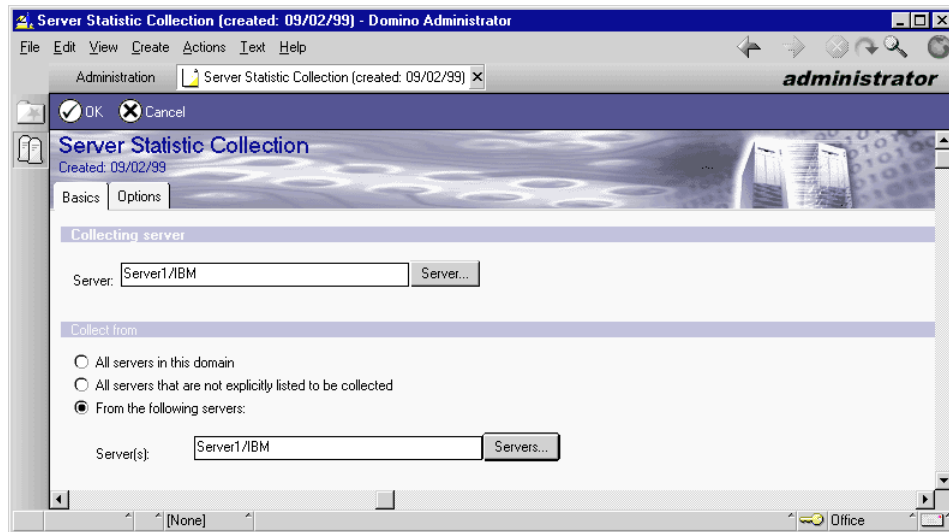 Server Statistic Collection (created: 09/02/99) - Domino Administrator
File Edit View Create Actions Text Help
Administration Server Statistic Collection (created: 09/02/99)
administrator
OK Cancel
Server Statistic Collection
Created: 09/02/99
Basics Options
Collecting server
Server: Server1/IBM Server...
Collect from
All servers in this domain
All servers that are not explicitly listed to be collected
From the following servers:
Server(s): Server1/IBM Servers...
[None] Office